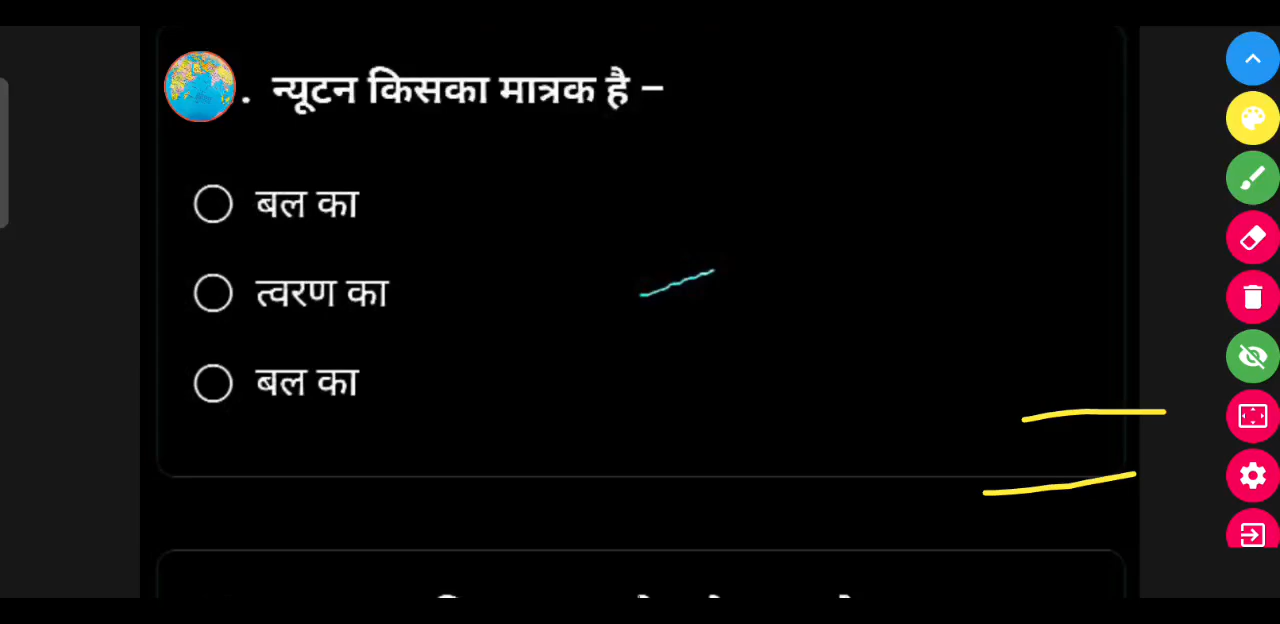 . न्यूटन किसका मात्रक है –
बल का
त्वरण का
बल का